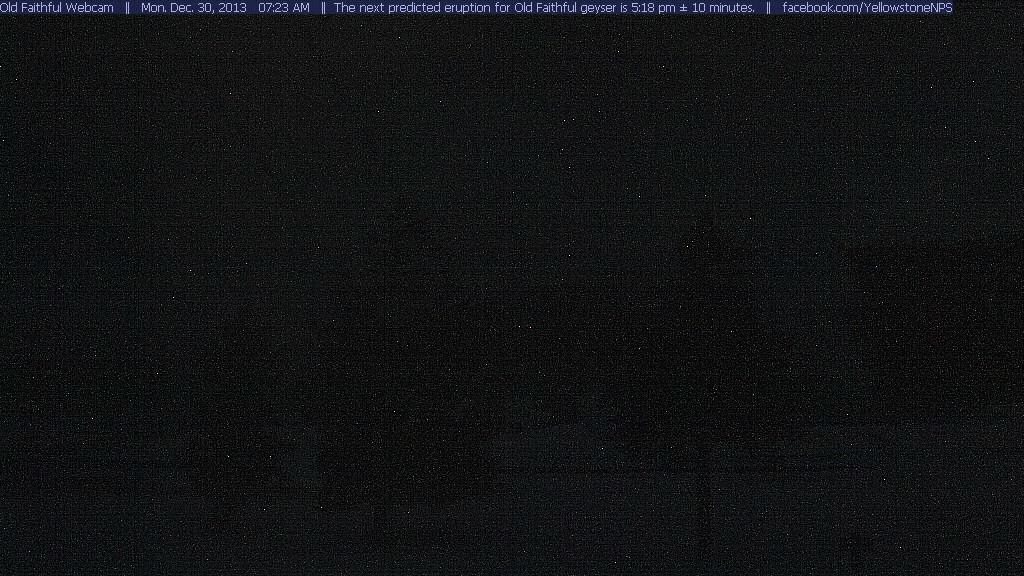 Old Faithful Webcam || Mon. Dec. 30, 2013 07:23 AM || The next predicted eruption for Old Faithful geyser is 5:18 pm ± 10 minutes. || facebook.com/YellowstoneNPS